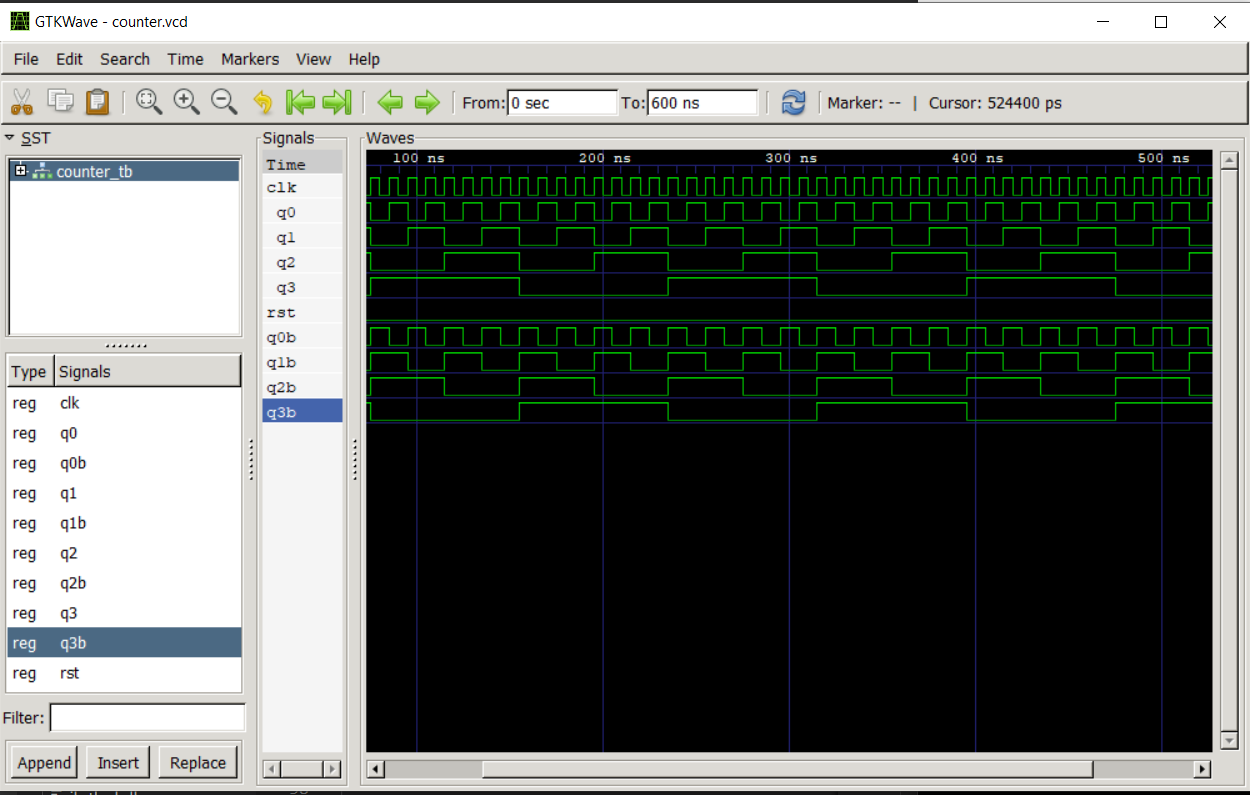 GTKWave - counter.vcd
File Edit Search Time Markers View Help
From: 0 sec To: 600 ns Marker: -- | Cursor: 524400 ps
SST
counter_tb
Type Signals
reg clk
reg q0
reg q0b
reg q1
reg q1b
reg q2
reg q2b
reg q3
reg q3b
reg rst
Filter:
Append Insert Replace
Signals
Time
clk
q0
q1
q2
q3
rst
q0b
q1b
q2b
q3b
Waves
100 ns 200 ns 300 ns 400 ns 500 ns